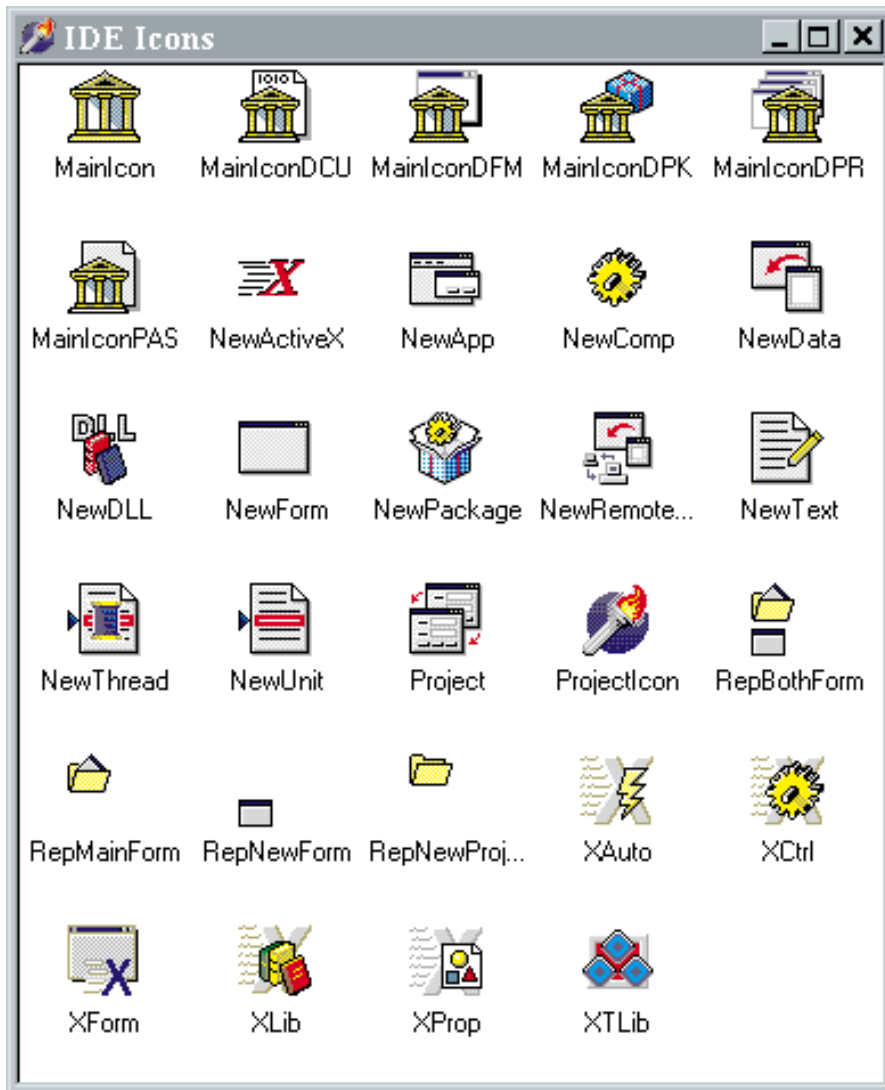 IDE Icons
1010
MainIcon MainIconDCU MainIconDFM MainIconDPK MainIconDPR
X
MainIconPAS NewActiveX NewApp NewComp NewData
DLL
NewDLL NewForm NewPackage NewRemote... NewText
NewThread NewUnit Project ProjectIcon RepBothForm
RepMainForm RepNewForm RepNewProj... XAuto XCtrl
X
XForm XLib XProp XTLib